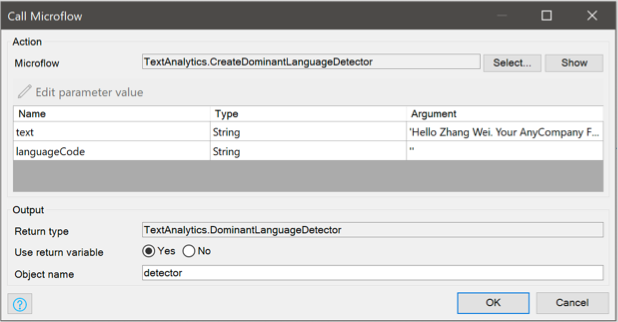 Call Microflow
Action
Microflow TextAnalytics.CreateDominantLanguageDetector Select... Show
Edit parameter value
Name Type Argument
text String 'Hello Zhang Wei. Your AnyCompany F...
languageCode String ''
Output
Return type TextAnalytics.DominantLanguageDetector
Use return variable Yes No
Object name detector
? OK Cancel